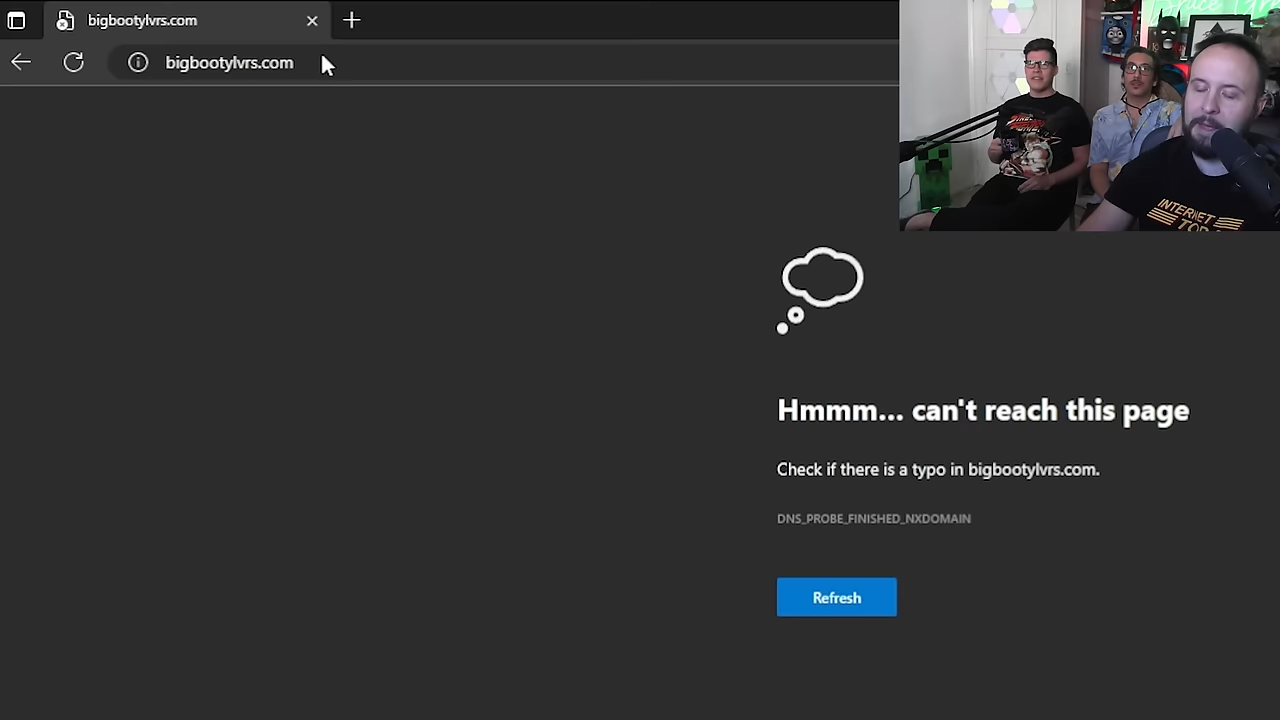 bigbootylvrs.com
bigbootylvrs.com
Hmmm... can't reach this page
Check if there is a typo in bigbootylvrs.com.
DNS_PROBE_FINISHED_NXDOMAIN
Refresh
INTERNET